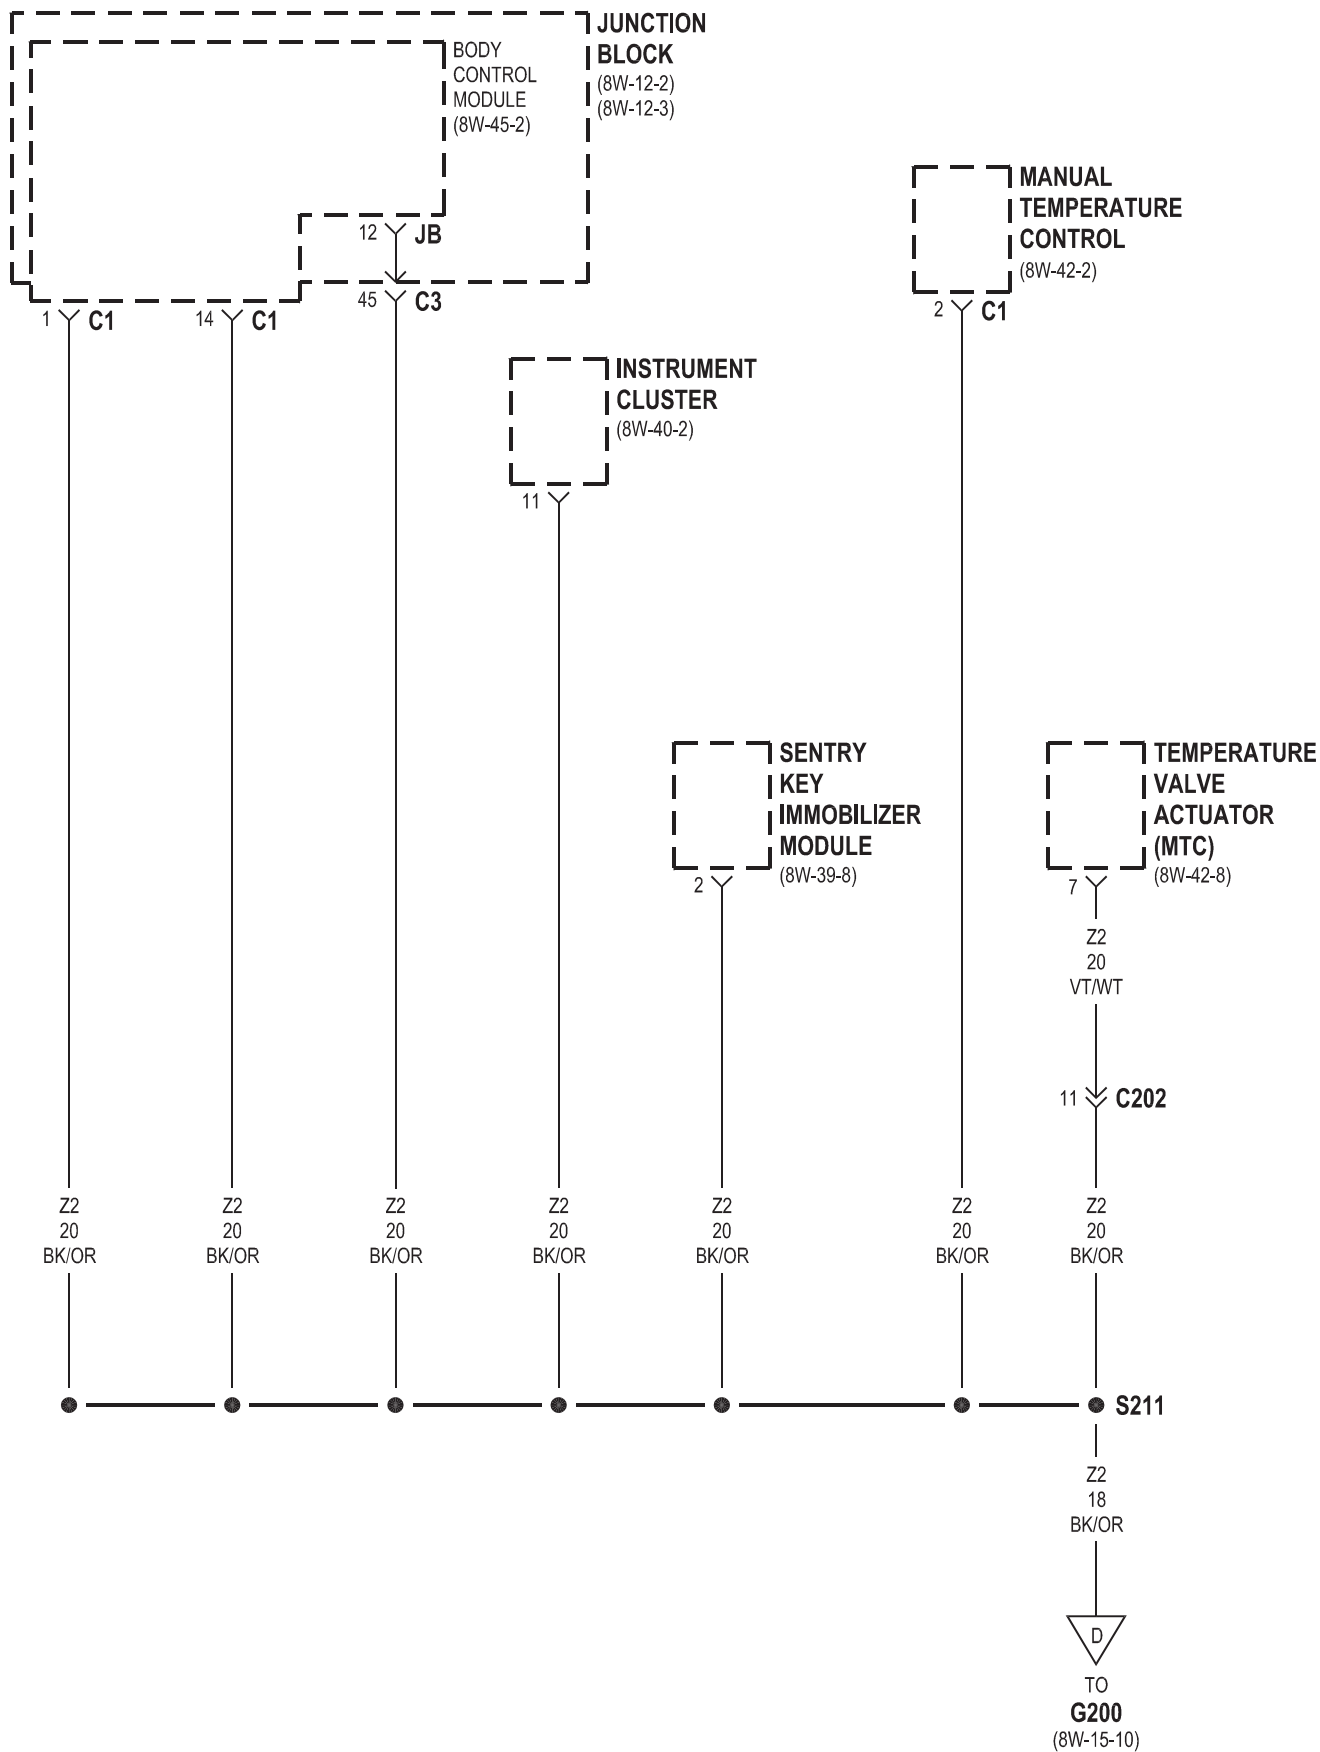 JUNCTION
BLOCK
(8W-12-2)
(8W-12-3)
BODY
CONTROL
MODULE
(8W-45-2)
12 JB
45 C3
1 C1
14 C1
MANUAL
TEMPERATURE
CONTROL
(8W-42-2)
2 C1
INSTRUMENT
CLUSTER
(8W-40-2)
11
SENTRY
KEY
IMMOBILIZER
MODULE
(8W-39-8)
2
TEMPERATURE
VALVE
ACTUATOR
(MTC)
(8W-42-8)
7
Z2
20
VT/WT
11 C202
Z2
20
BK/OR
Z2
20
BK/OR
Z2
20
BK/OR
Z2
20
BK/OR
Z2
20
BK/OR
Z2
20
BK/OR
Z2
20
BK/OR
S211
Z2
18
BK/OR
D
TO
G200
(8W-15-10)